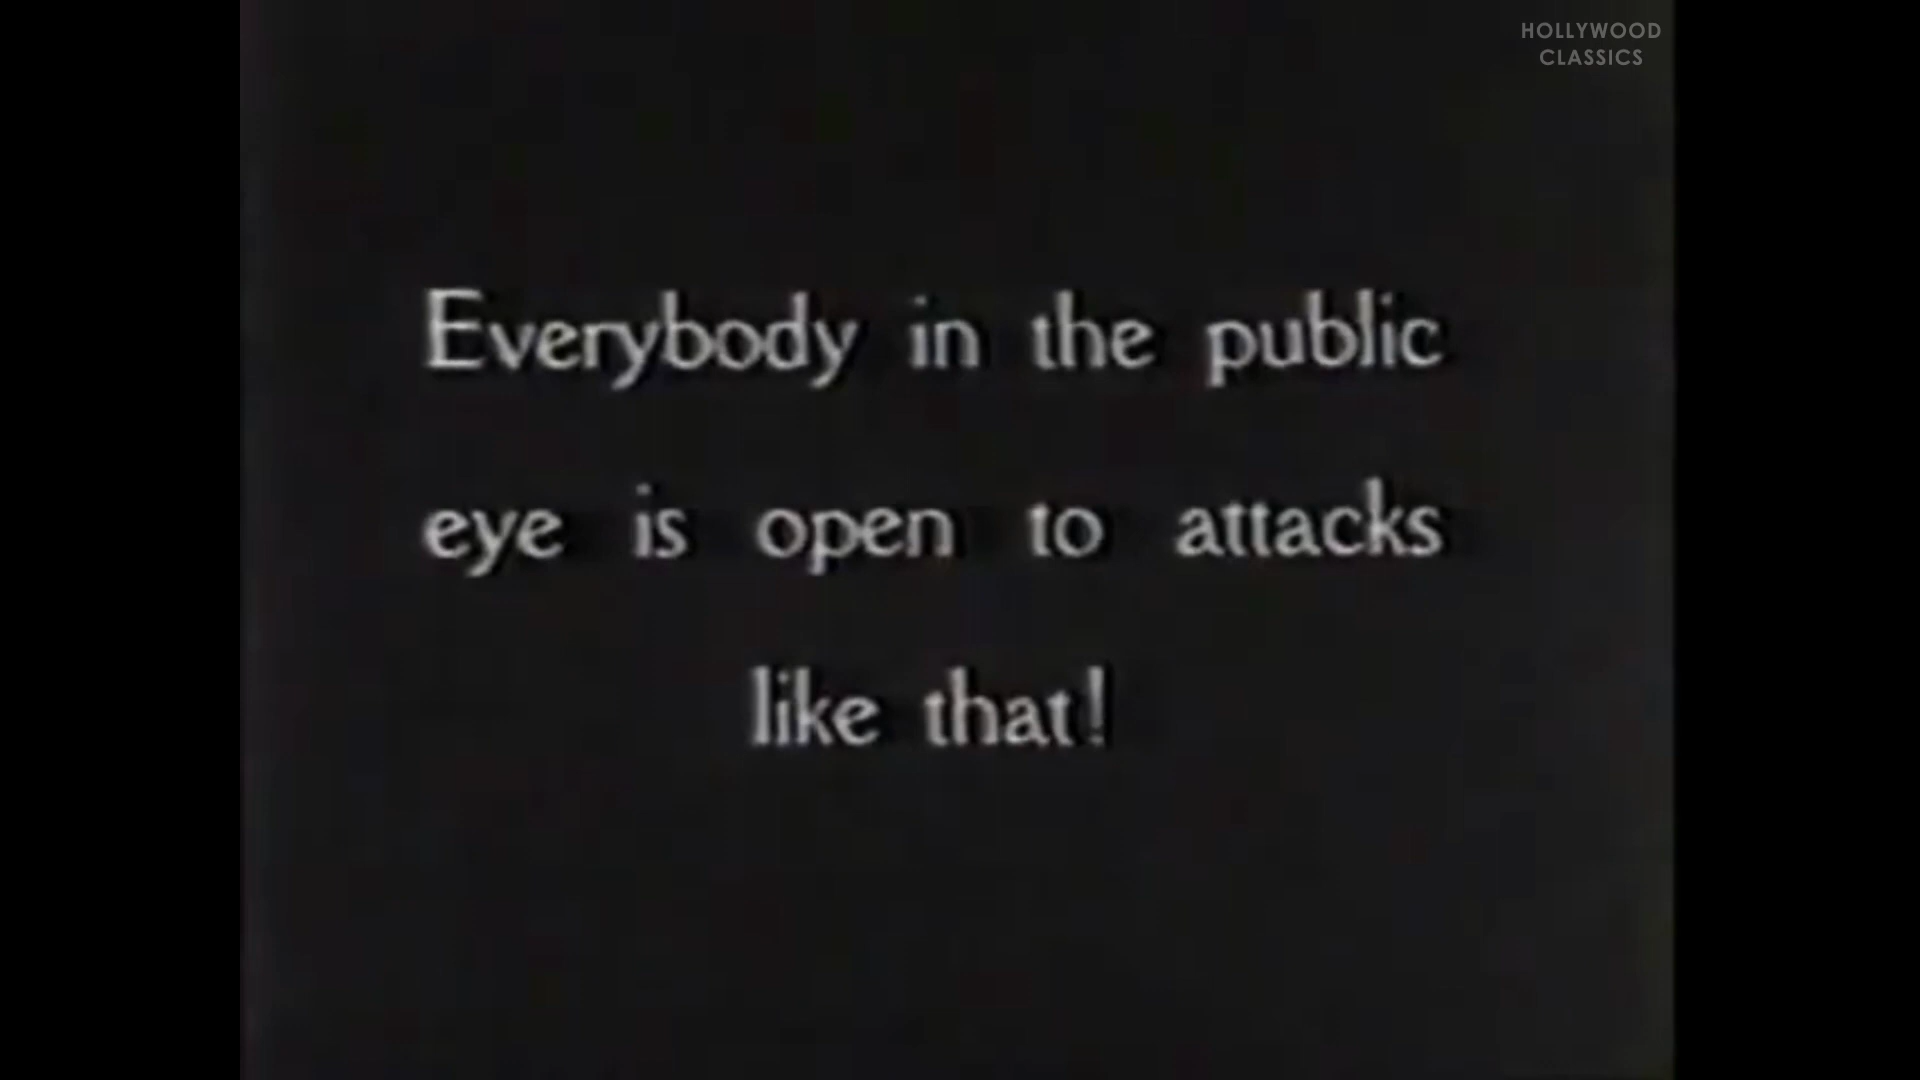 HOLLYWOOD
CLASSICS
Everybody in the public
eye is open to attacks
like that!